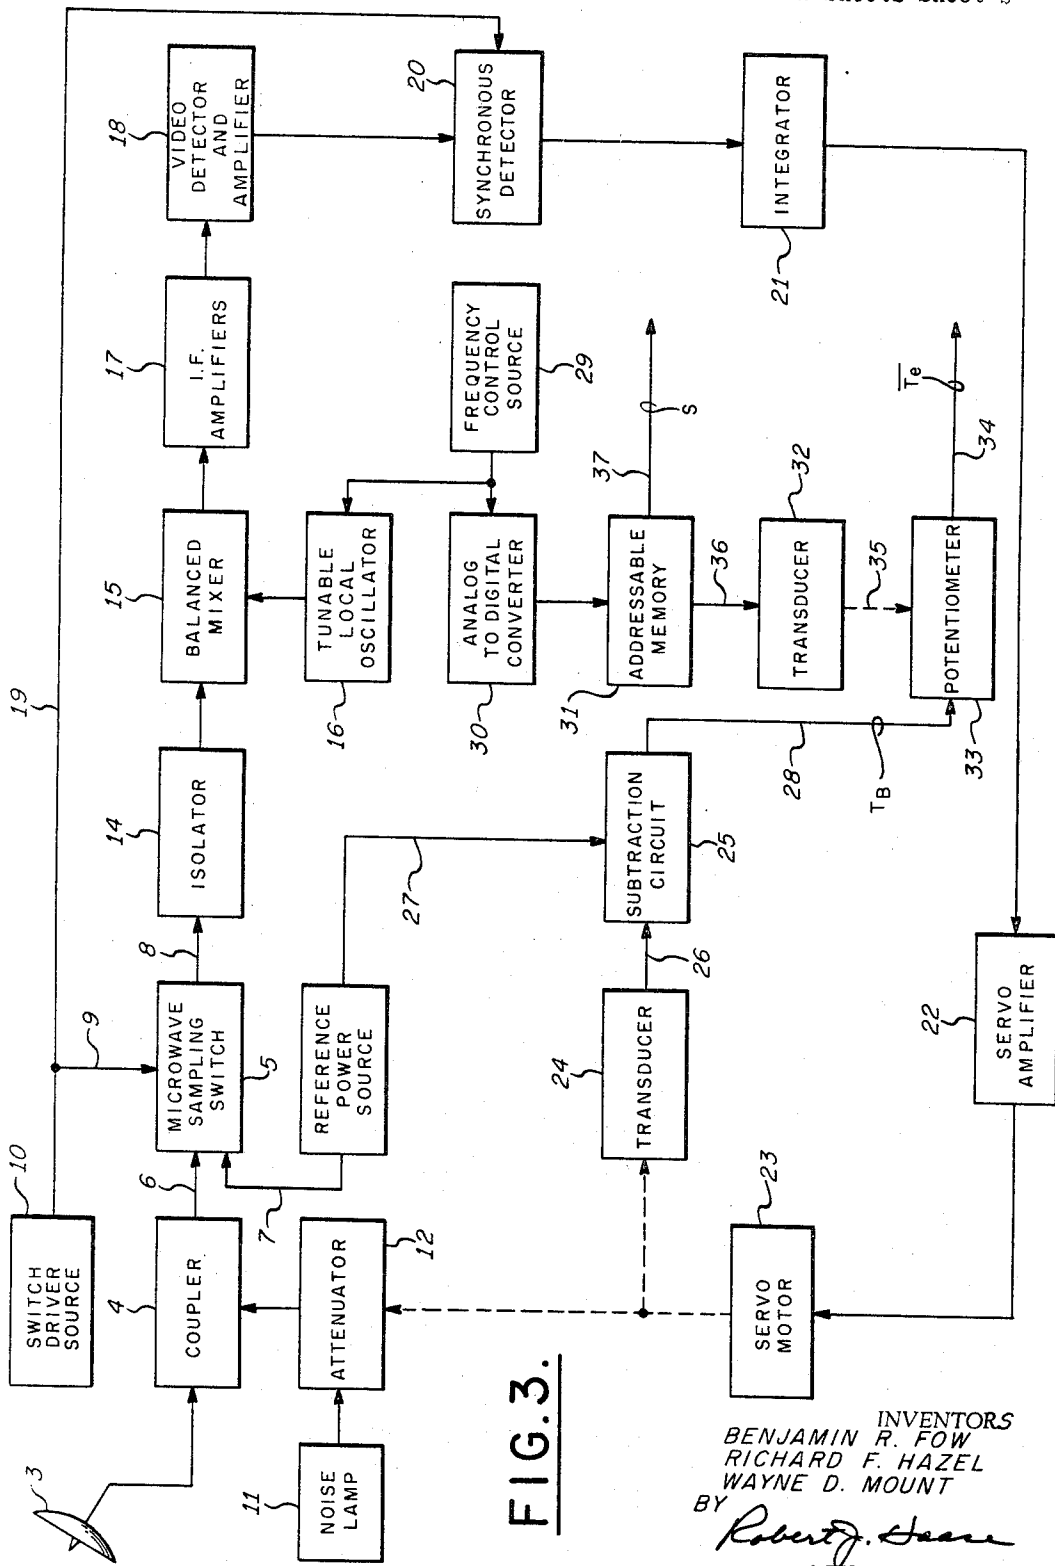 3
10
SWITCH
DRIVER
SOURCE
19
9
4
COUPLER
6
MICROWAVE
SAMPLING
SWITCH
5
8
14
ISOLATOR
15
BALANCED
MIXER
17
I.F.
AMPLIFIERS
18
VIDEO
DETECTOR
AND
AMPLIFIER
11
NOISE
LAMP
ATTENUATOR
12
7
REFERENCE
POWER
SOURCE
27
16
TUNABLE
LOCAL
OSCILLATOR
FREQUENCY
CONTROL
SOURCE
29
20
SYNCHRONOUS
DETECTOR
30
ANALOG
TO DIGITAL
CONVERTER
24
TRANSDUCER
26
SUBTRACTION
CIRCUIT
25
31
ADDRESSABLE
MEMORY
37
S
36
21
INTEGRATOR
28
TB
TRANSDUCER
32
35
33
POTENTIOMETER
34
Te
SERVO
MOTOR
23
22
SERVO
AMPLIFIER
FIG.3.
INVENTORS
BENJAMIN R. FOW
RICHARD F. HAZEL
WAYNE D. MOUNT
BY
Robert J. Haase